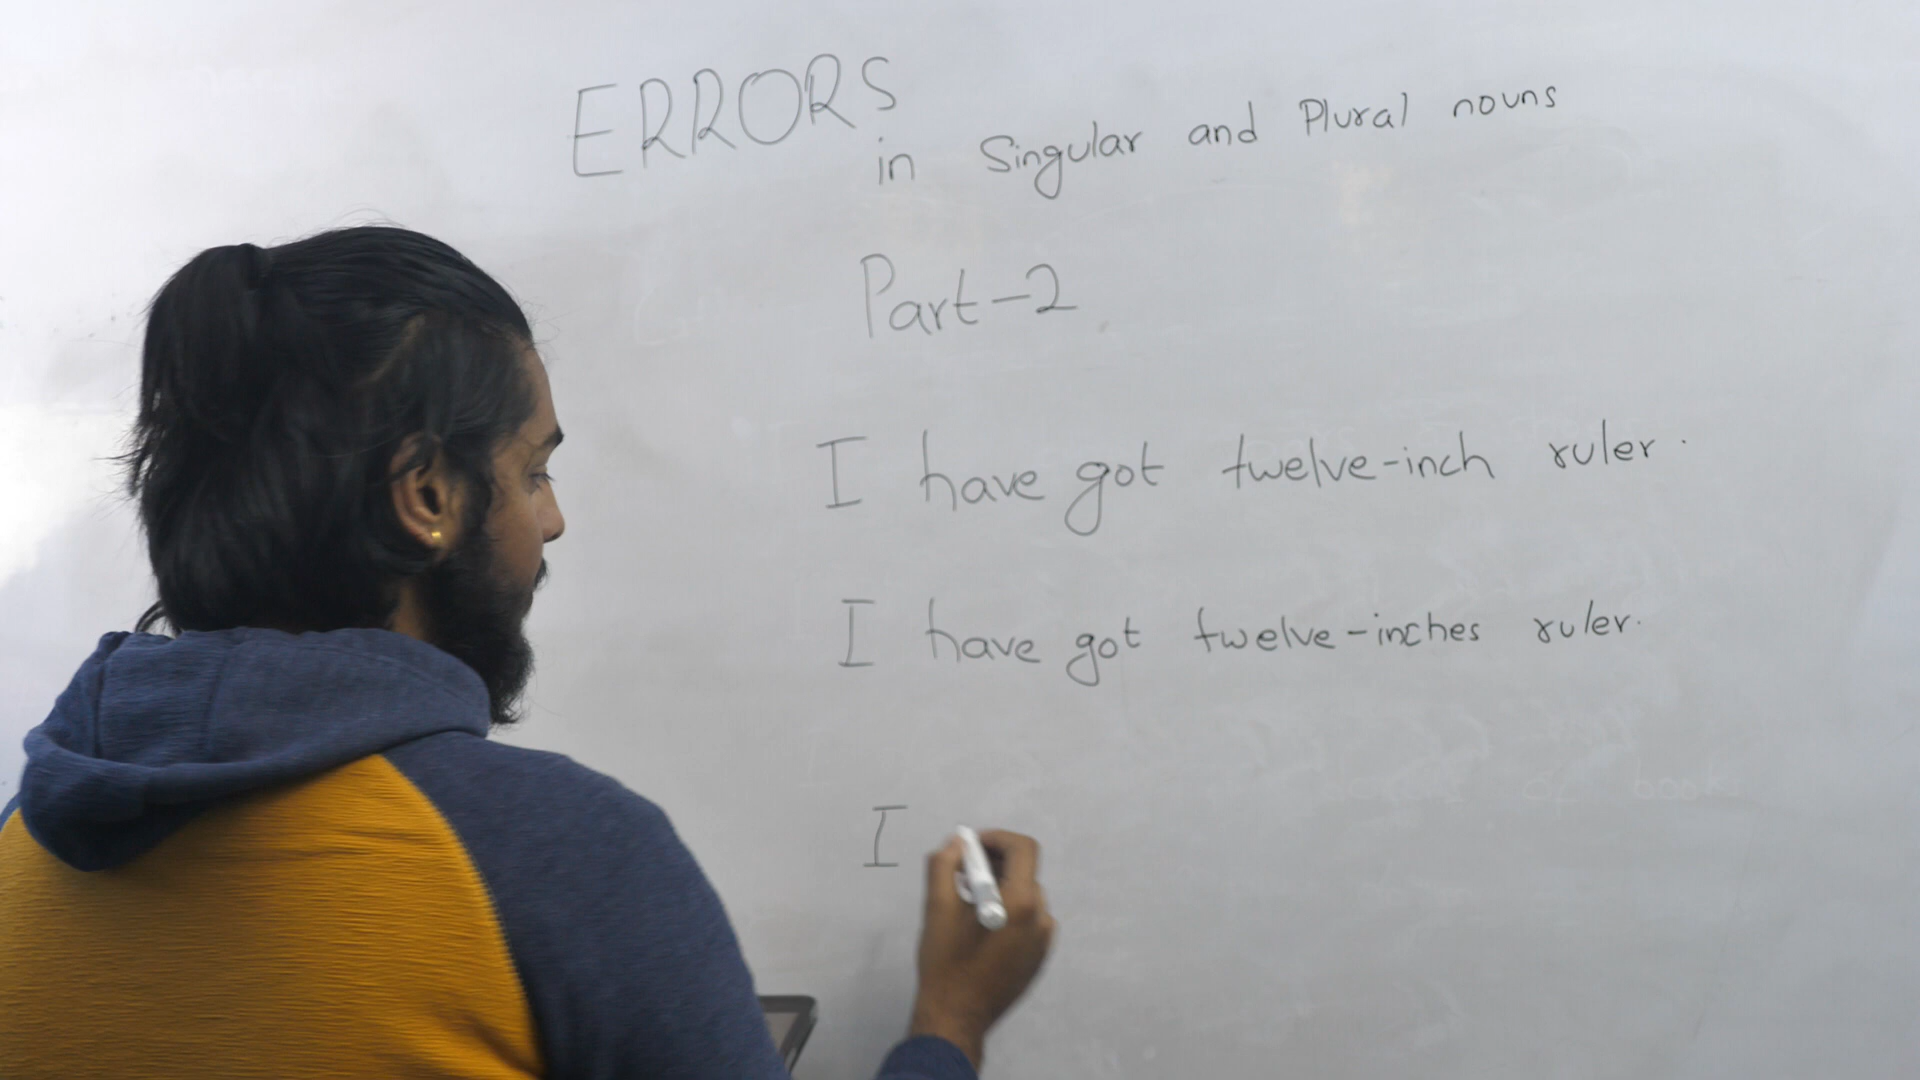 ERRORS
in Singular and Plural nouns
Part-2
I have got twelve-inch ruler.
I have got twelve-inches ruler.
I